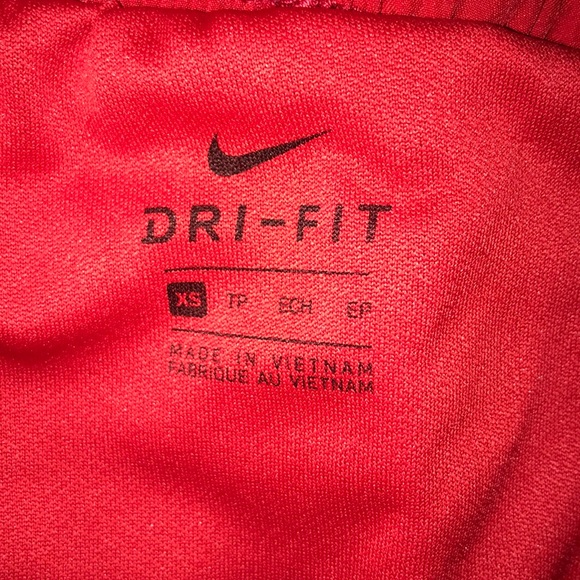 DRI-FIT
XS TP ECH EP
MADE IN VIETNAM
FABRIQUE AU VIETNAM